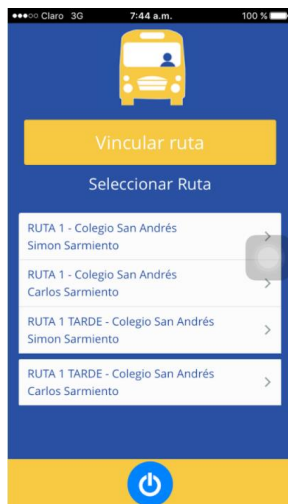 Claro 3G 7:44 a.m. 100 %
Vincular ruta
Seleccionar Ruta
RUTA 1 - Colegio San Andrés
Simon Sarmiento
RUTA 1 - Colegio San Andrés
Carlos Sarmiento
RUTA 1 TARDE - Colegio San Andrés
Simon Sarmiento
RUTA 1 TARDE - Colegio San Andrés
Carlos Sarmiento